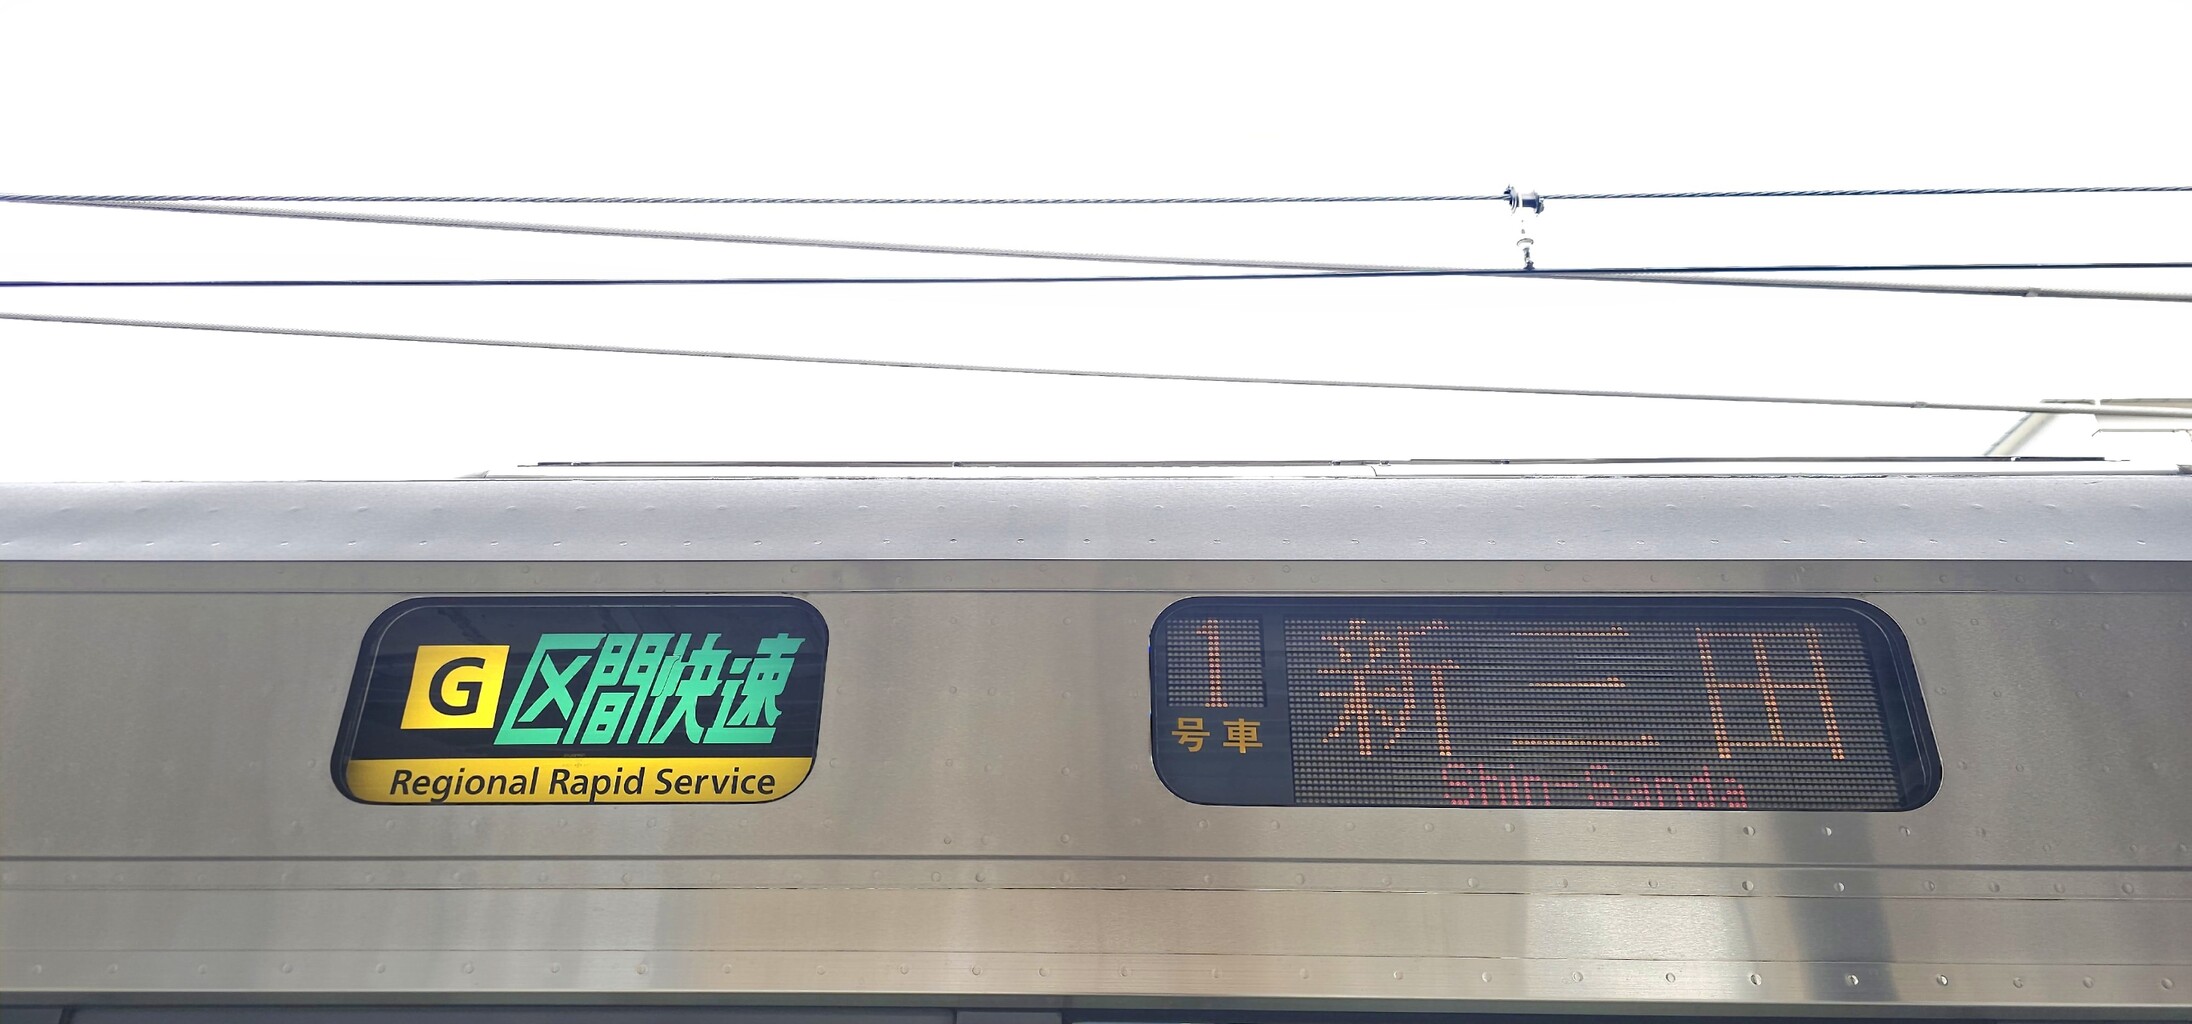 G 区間快速
Regional Rapid Service
1
号車
新三田
Shin-Sanda